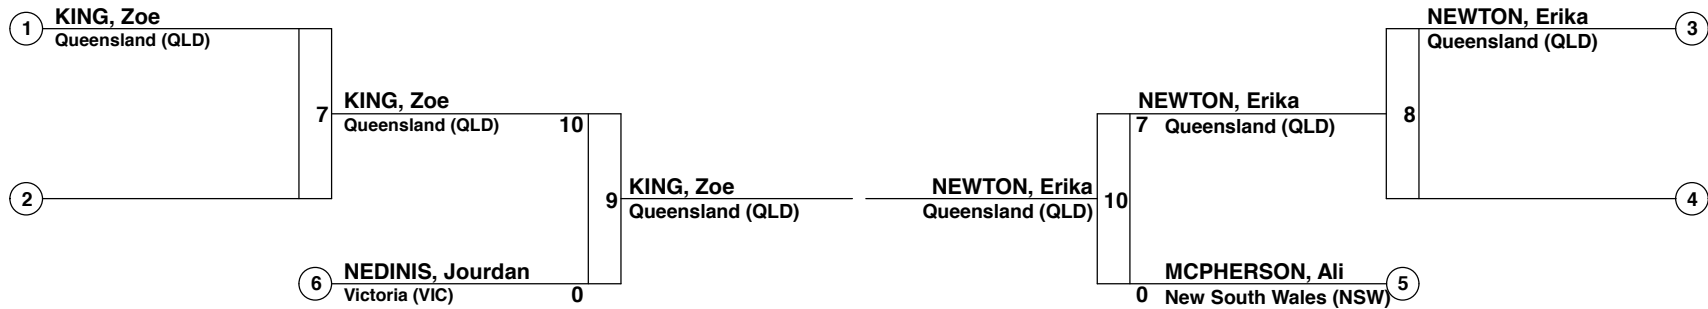 1
KING, Zoe
Queensland (QLD)
2
7
KING, Zoe
Queensland (QLD)
10
6
NEDINIS, Jourdan
Victoria (VIC)
0
9
KING, Zoe
Queensland (QLD)
NEWTON, Erika
Queensland (QLD)
10
NEWTON, Erika
7 Queensland (QLD)
MCPHERSON, Ali
0 New South Wales (NSW)
5
8
NEWTON, Erika
Queensland (QLD)
3
4